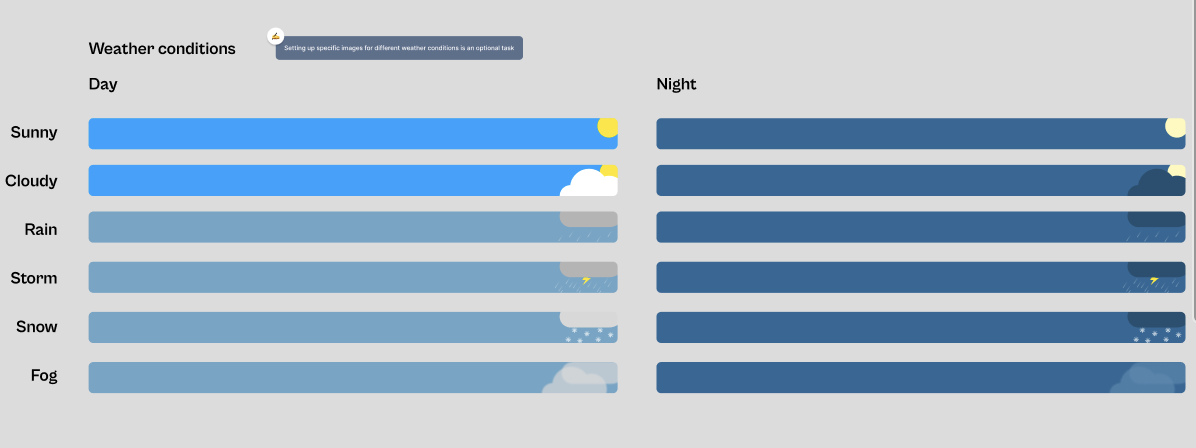 Weather conditions
Setting up specific images for different weather conditions is an optional task
Day
Night
Sunny
Cloudy
Rain
Storm
Snow
Fog